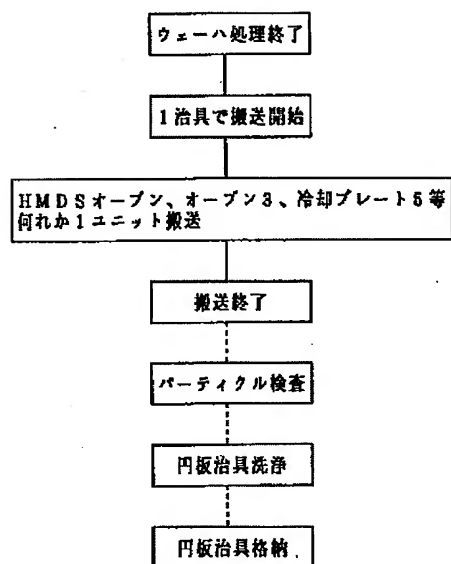 ウェーハ処理終了
1治具で搬送開始
HMDSオーブン、オーブン3、冷却プレート5等
何れか1ユニット搬送
搬送終了
パーティクル検査
円板治具洗浄
円板治具格納